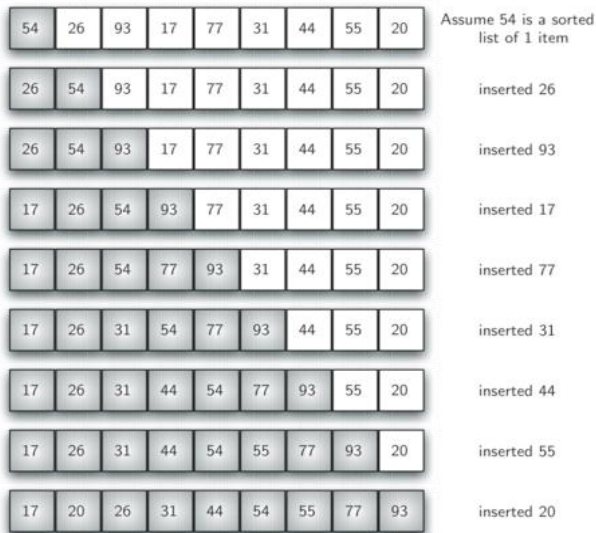 54 26 93 17 77 31 44 55 20 Assume 54 is a sorted
list of 1 item
26 54 93 17 77 31 44 55 20 inserted 26
26 54 93 17 77 31 44 55 20 inserted 93
17 26 54 93 77 31 44 55 20 inserted 17
17 26 54 77 93 31 44 55 20 inserted 77
17 26 31 54 77 93 44 55 20 inserted 31
17 26 31 44 54 77 93 55 20 inserted 44
17 26 31 44 54 55 77 93 20 inserted 55
17 20 26 31 44 54 55 77 93 inserted 20